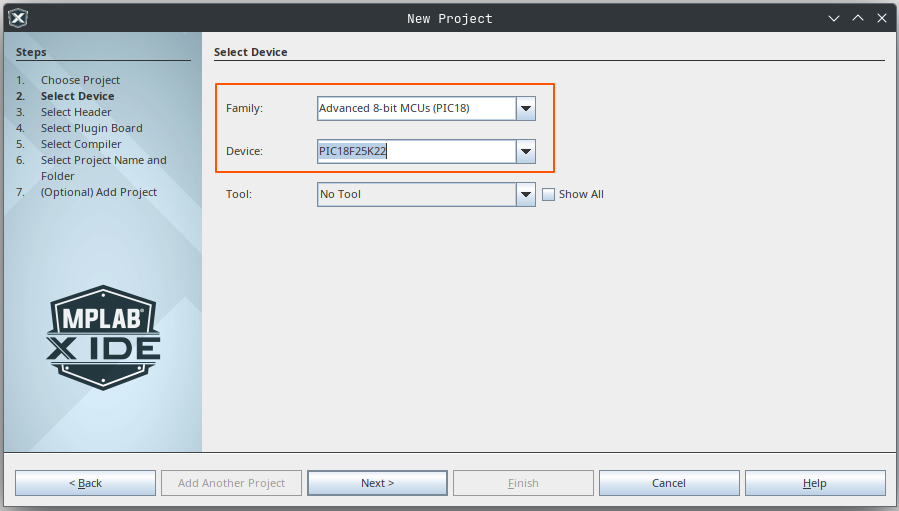 New Project
Steps
1. Choose Project
2. Select Device
3. Select Header
4. Select Plugin Board
5. Select Compiler
6. Select Project Name and
Folder
7. (Optional) Add Project
MPLAB®
X IDE
Select Device
Family: Advanced 8-bit MCUs (PIC18)
Device: PIC18F25K22
Tool: No Tool Show All
< Back Add Another Project Next > Finish Cancel Help